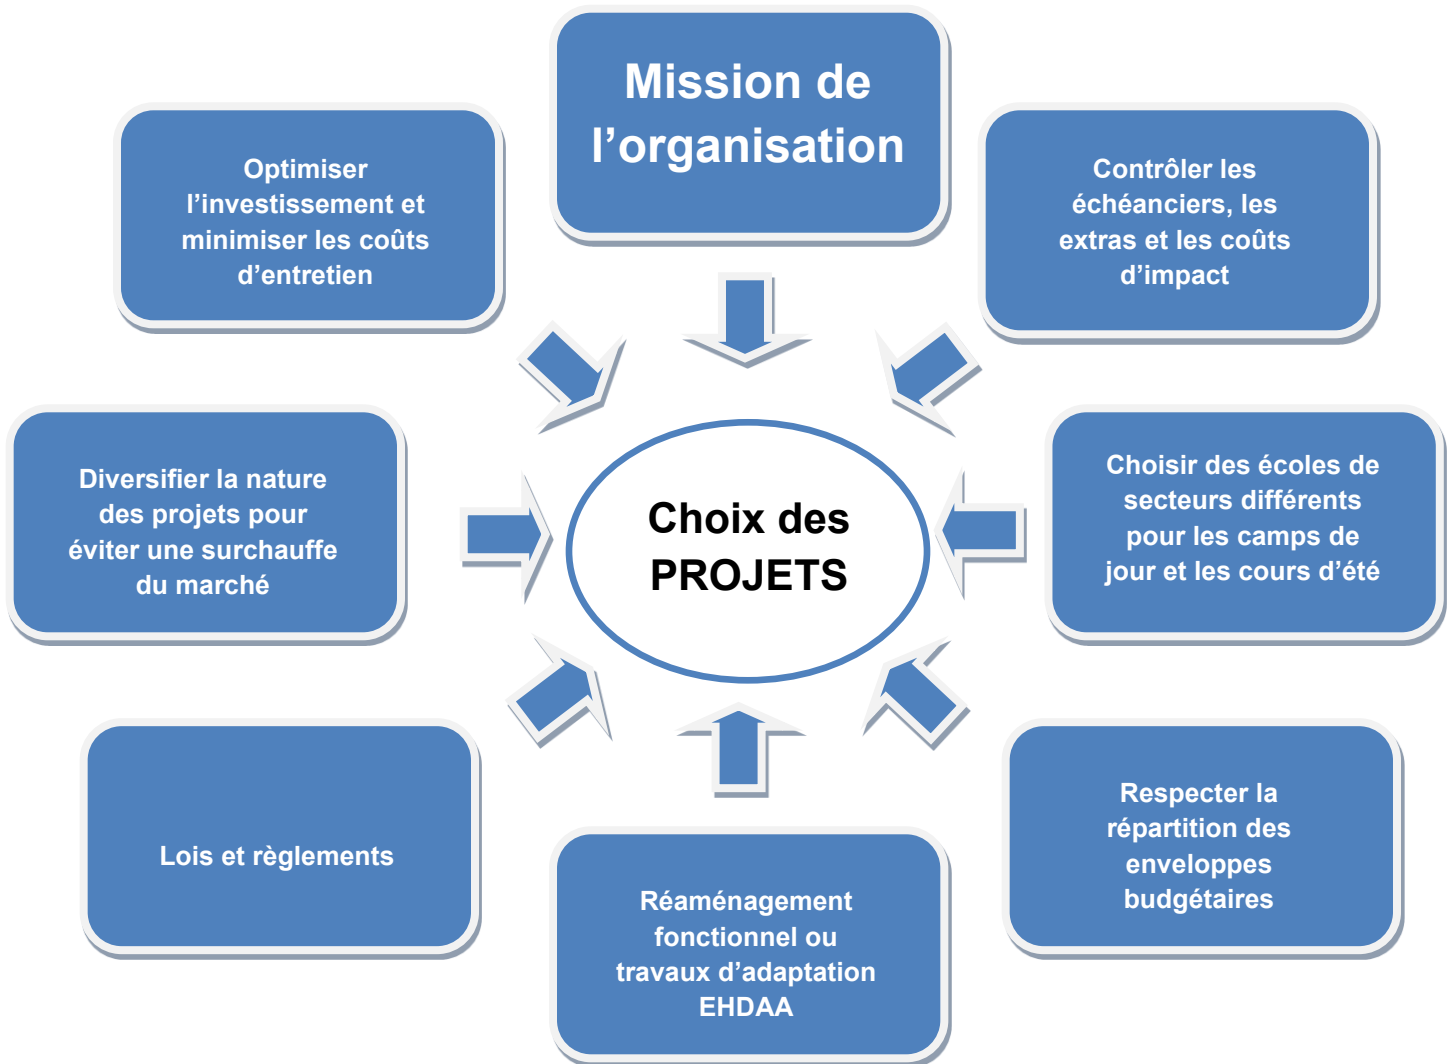 Mission de
l’organisation
Optimiser
l’investissement et
minimiser les coûts
d’entretien
Contrôler les
échéanciers, les
extras et les coûts
d’impact
Diversifier la nature
des projets pour
éviter une surchauffe
du marché
Choix des
PROJETS
Choisir des écoles de
secteurs différents
pour les camps de
jour et les cours d’été
Lois et règlements
Réaménagement
fonctionnel ou
travaux d’adaptation
EHDAA
Respecter la
répartition des
enveloppes
budgétaires